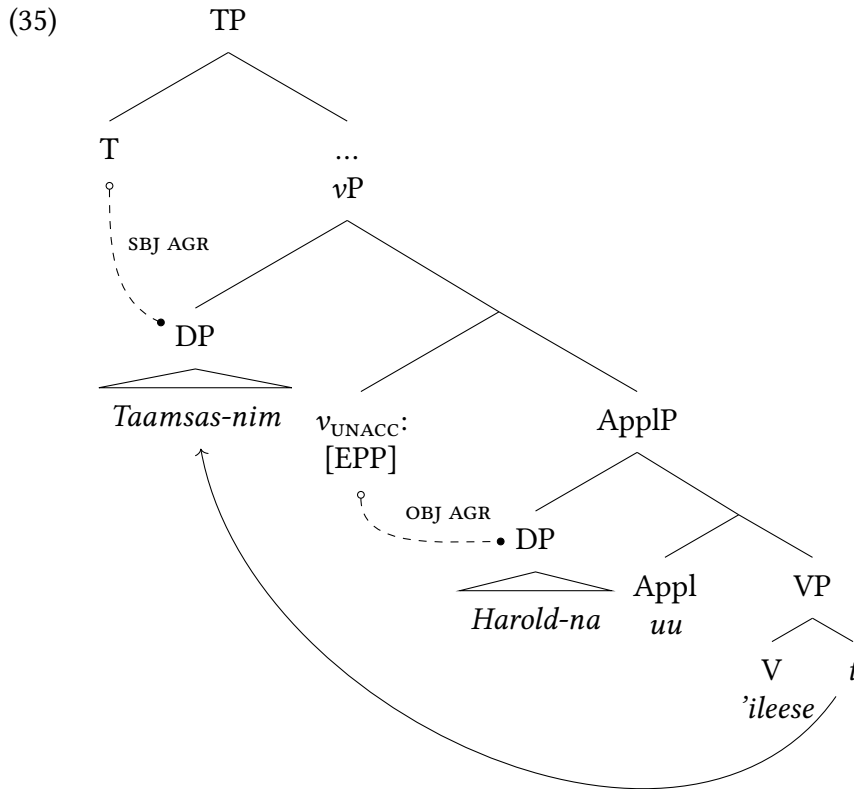 (35) TP
T ...
vP
SBJ AGR
DP
Taamsas-nim vUNACC: ApplP
[EPP]
OBJ AGR DP
Harold-na Appl VP
uu
V t
'ileese